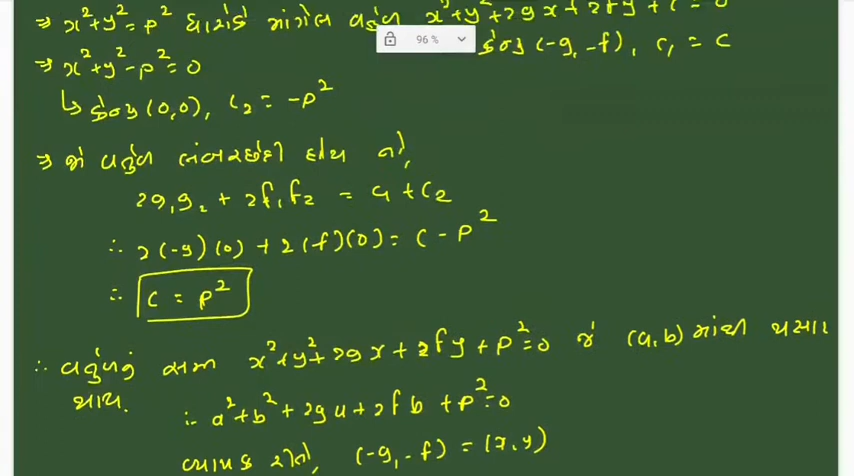 ⇒ x²+y² = p² ધારોકે માંગેલ વર્તુળ x²+y²+2gx+2fy+c=0
96 %
કેન્દ્ર (-g, -f), c₁ = c
⇒ x²+y²-p²=0
↳ કેન્દ્ર (0,0), c₂ = -p²
⇒ જો વર્તુળ લંબચ્છેદી હોય તો,
2g₁g₂ + 2f₁f₂ = c₁ + c₂
∴ 2(-g)(0) + 2(-f)(0) = c - p²
∴ c = p²
∴ વર્તુળનું સમી x²+y²+2gx+2fy+p²=0 જે (a,b) માંથી પસાર
થાય.
∴ a²+b²+2ga+2fb+p²=0
વ્યાપક રીતે, (-g, -f) = (x,y)